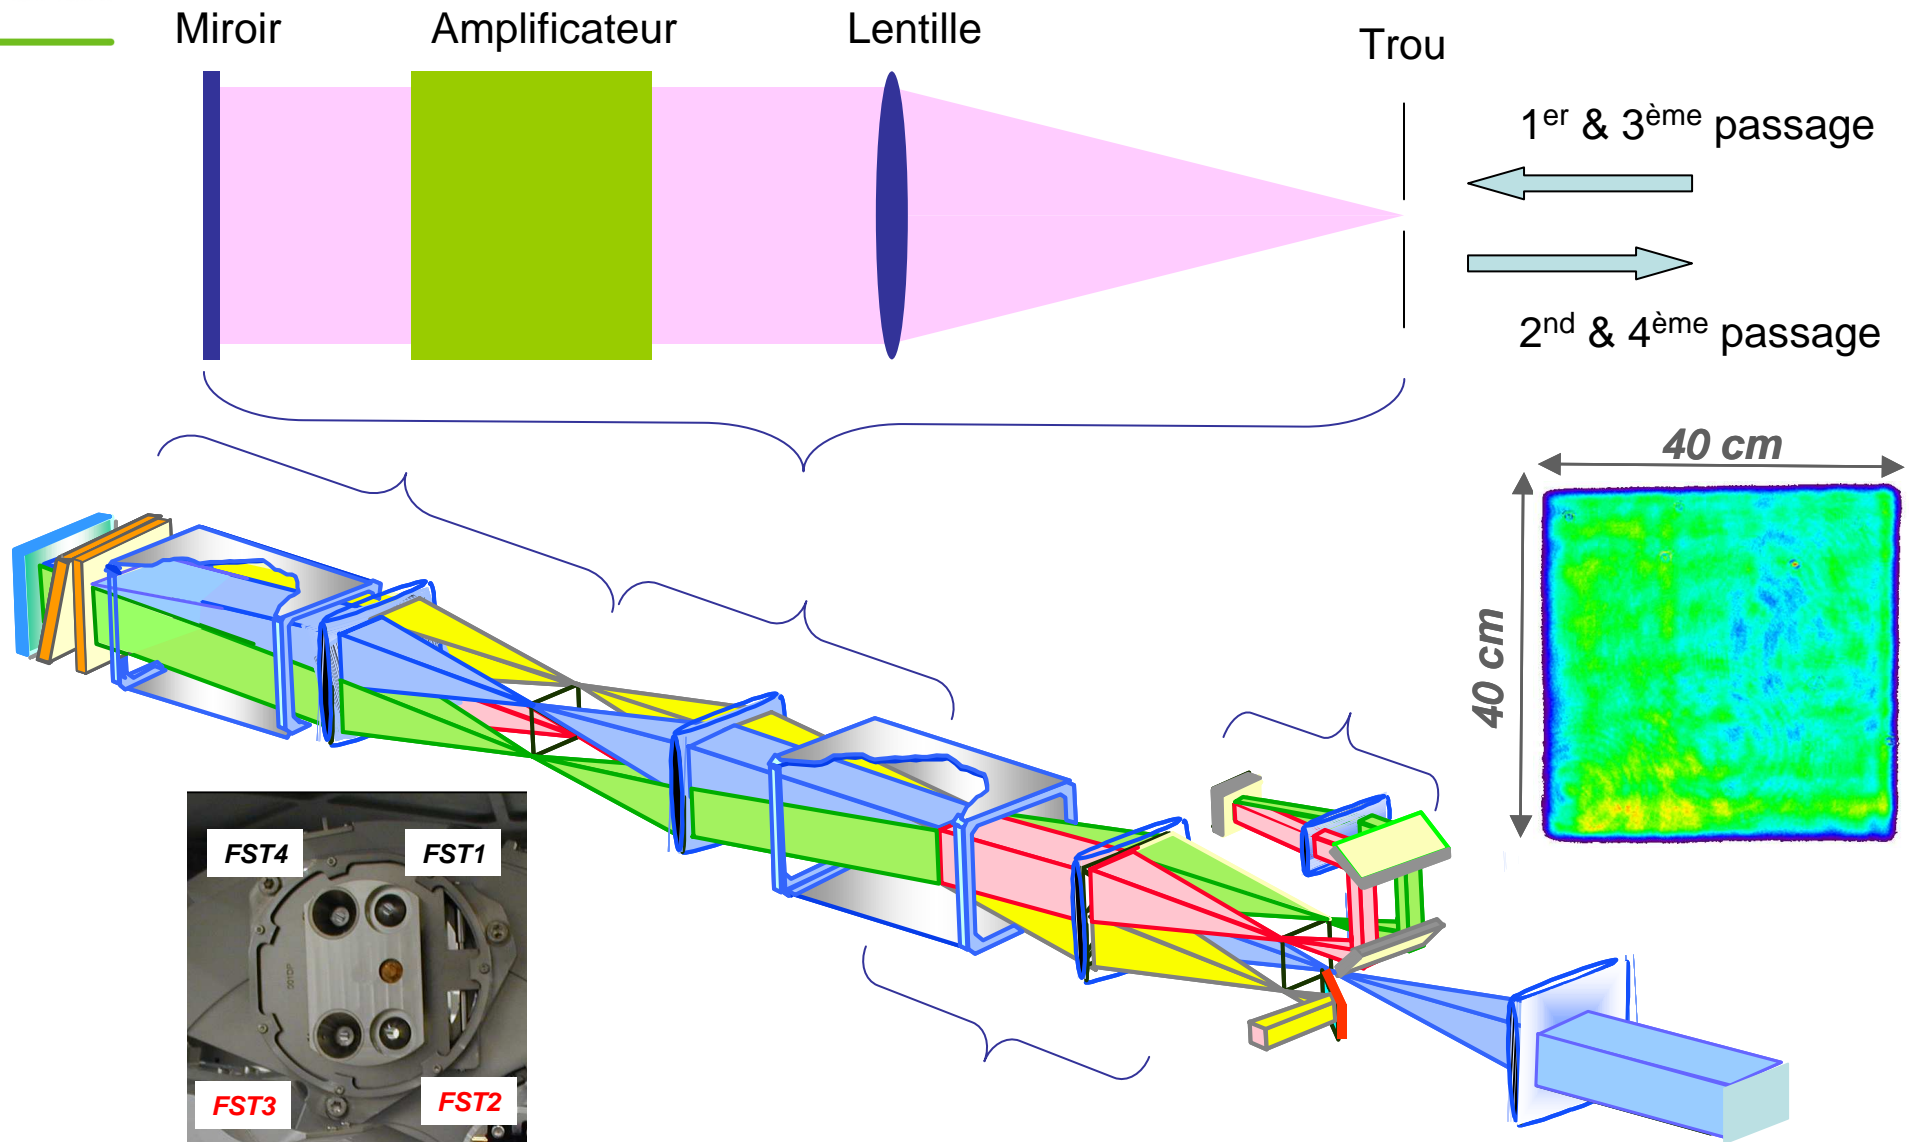 Miroir
Amplificateur
Lentille
Trou
1er & 3ème passage
2nd & 4ème passage
40 cm
40 cm
FST4
FST1
FST3
FST2